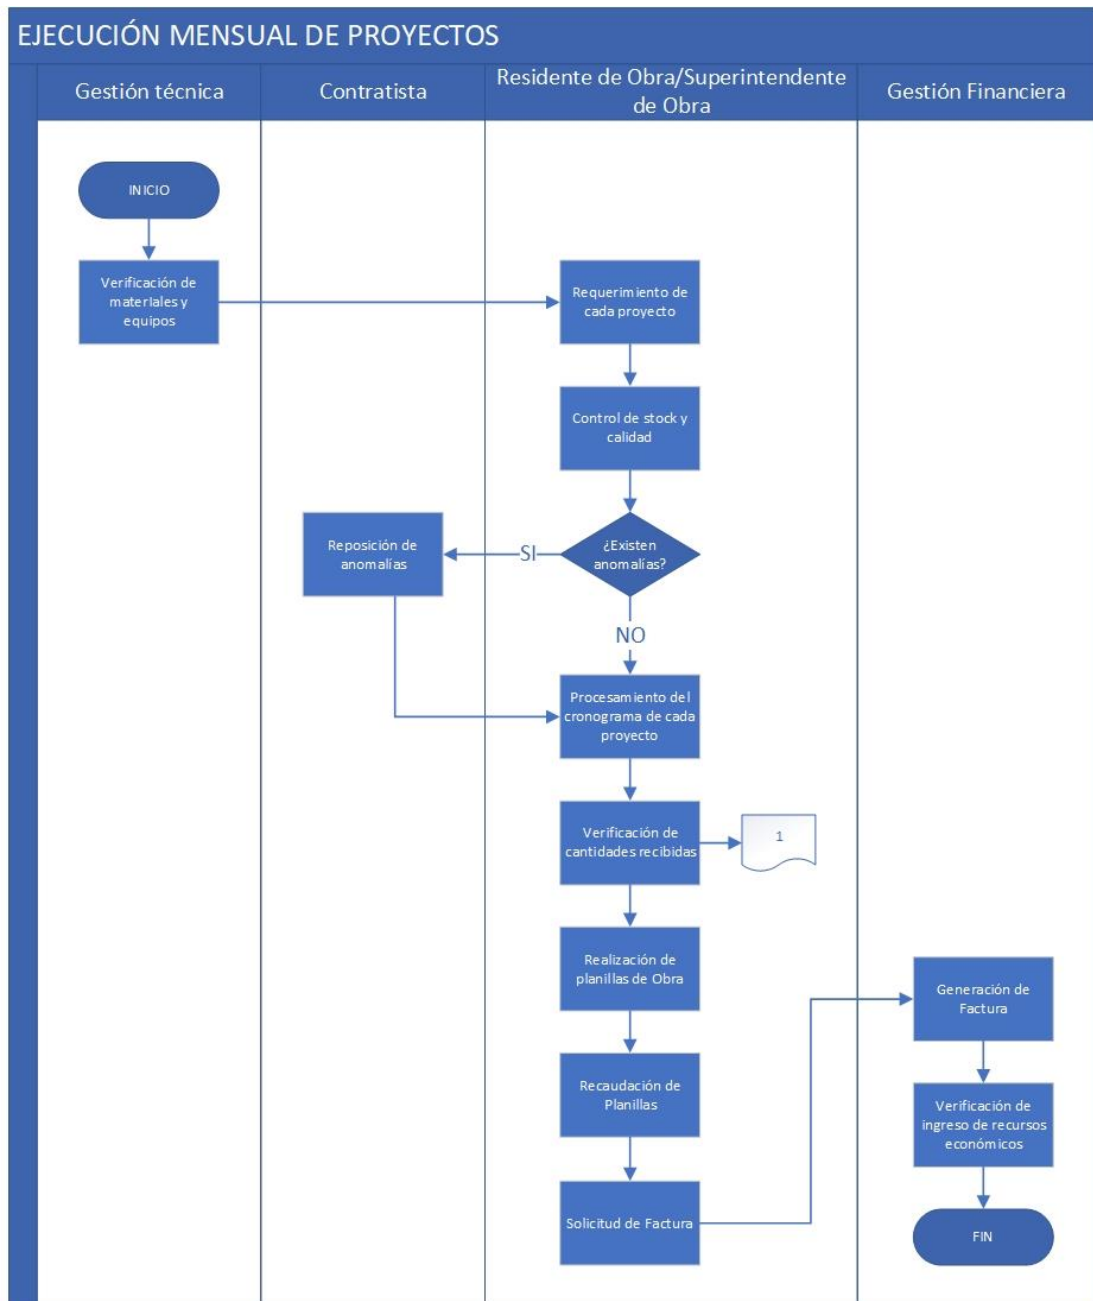 EJECUCIÓN MENSUAL DE PROYECTOS
Gestión técnica
Contratista
Residente de Obra/Superintendente
de Obra
Gestión Financiera
INICIO
Verificación de
materiales y
equipos
Requerimiento de
cada proyecto
Control de stock y
calidad
¿Existen
anomalías?
SI
Reposición de
anomalías
NO
Procesamiento del
cronograma de cada
proyecto
Verificación de
cantidades recibidas
1
Realización de
planillas de Obra
Recaudación de
Planillas
Solicitud de Factura
Generación de
Factura
Verificación de
ingreso de recursos
económicos
FIN